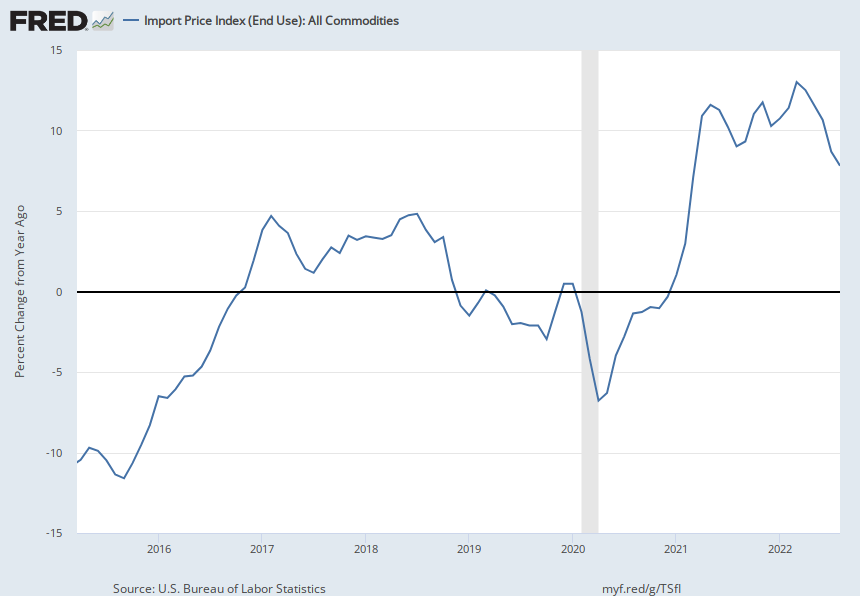 FRED
Import Price Index (End Use): All Commodities
15
10
5
0
-5
-10
-15
Percent Change from Year Ago
2016 2017 2018 2019 2020 2021 2022
Source: U.S. Bureau of Labor Statistics
myf.red/g/TSfl